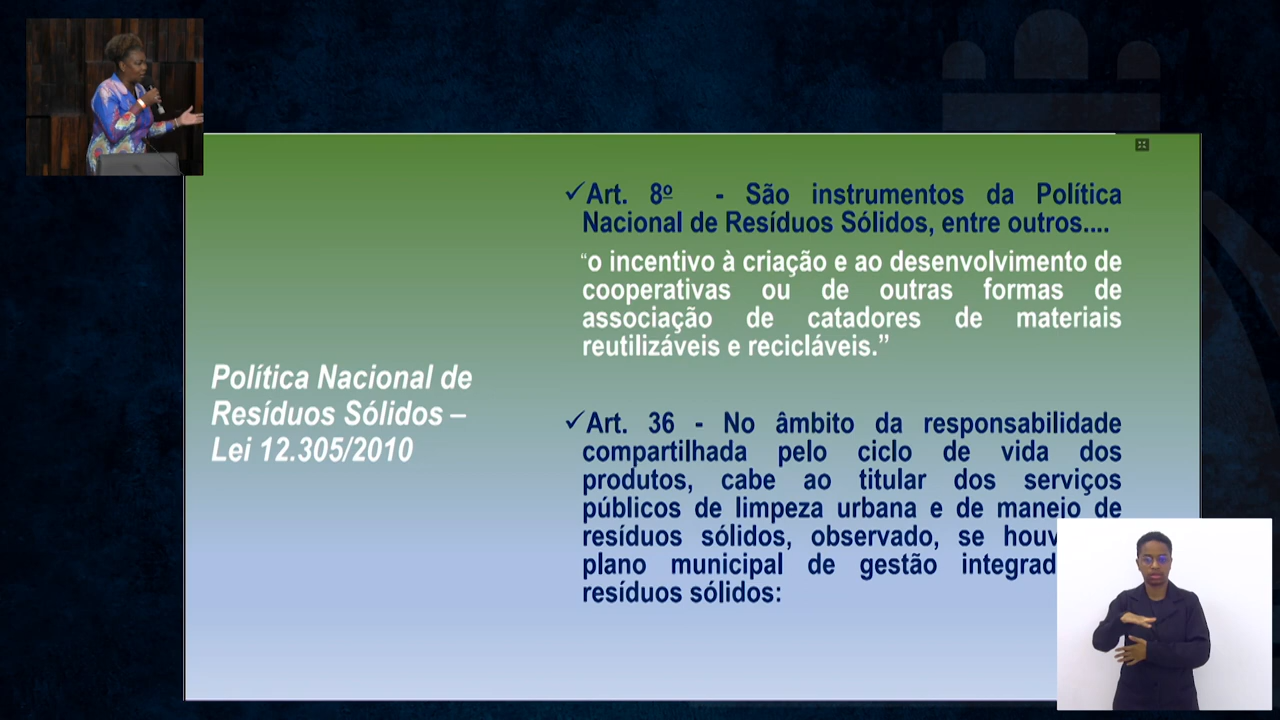 Política Nacional de
Resíduos Sólidos –
Lei 12.305/2010
✓Art. 8º - São instrumentos da Política
Nacional de Resíduos Sólidos, entre outros....
“o incentivo à criação e ao desenvolvimento de
cooperativas ou de outras formas de
associação de catadores de materiais
reutilizáveis e recicláveis.”
✓Art. 36 - No âmbito da responsabilidade
compartilhada pelo ciclo de vida dos
produtos, cabe ao titular dos serviços
públicos de limpeza urbana e de manejo de
resíduos sólidos, observado, se
plano municipal de gestão
resíduos sólidos: